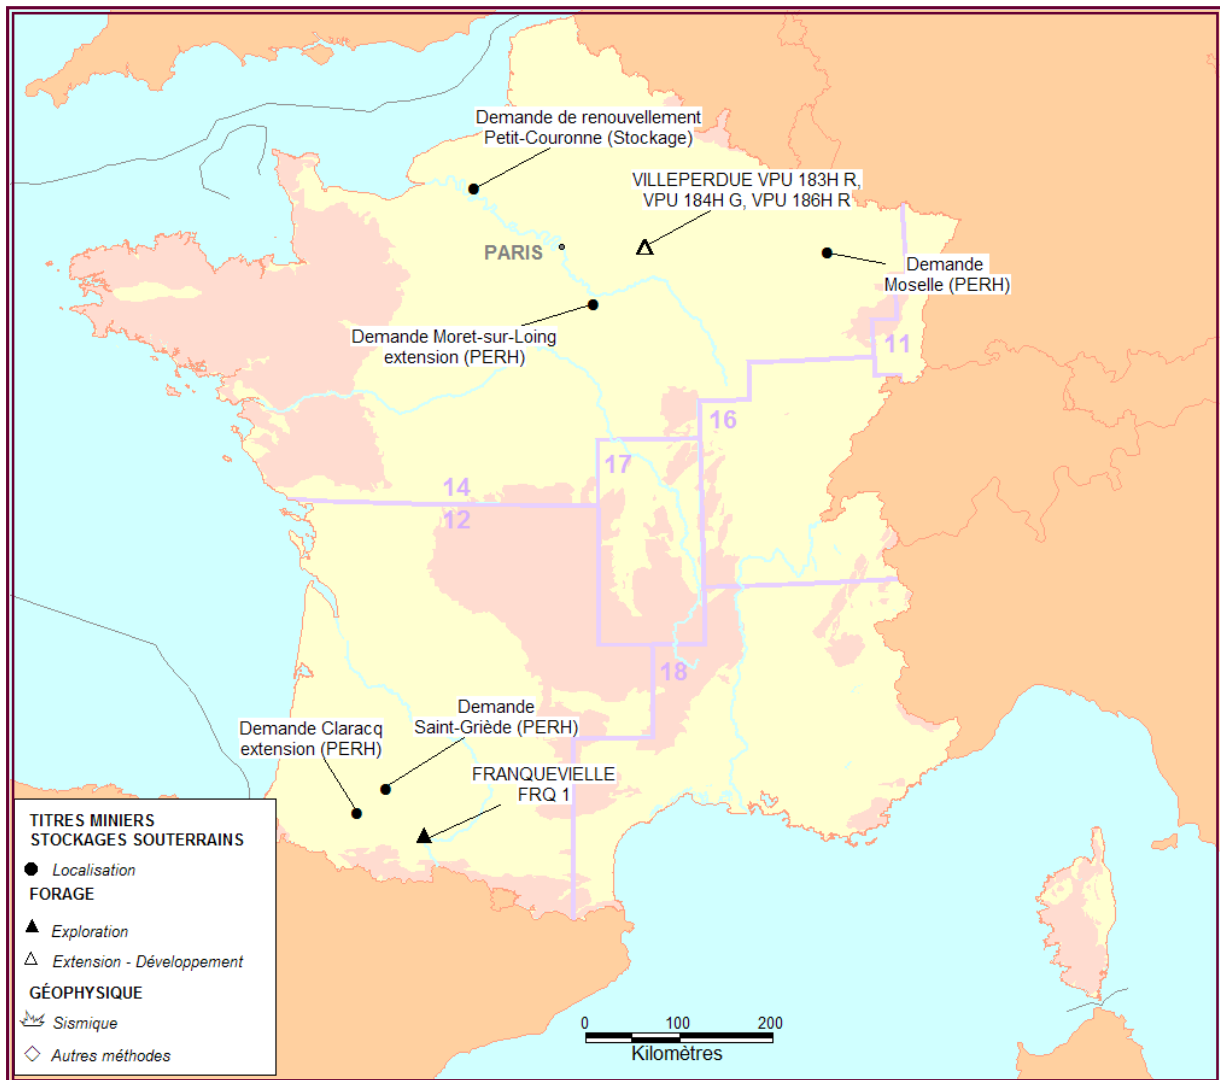 Demande de renouvellement
Petit-Couronne (Stockage)
VILLEPERDUE VPU 183H R,
VPU 184H G, VPU 186H R
PARIS
Demande
Moselle (PERH)
Demande Moret-sur-Loing
extension (PERH)
11
16
17
14
12
18
Demande
Saint-Griède (PERH)
Demande Claracq
extension (PERH)
FRANQUEVIELLE
FRQ 1
TITRES MINIERS
STOCKAGES SOUTERRAINS
Localisation
FORAGE
Exploration
Extension - Développement
GÉOPHYSIQUE
Sismique
Autres méthodes
0 100 200
Kilomètres